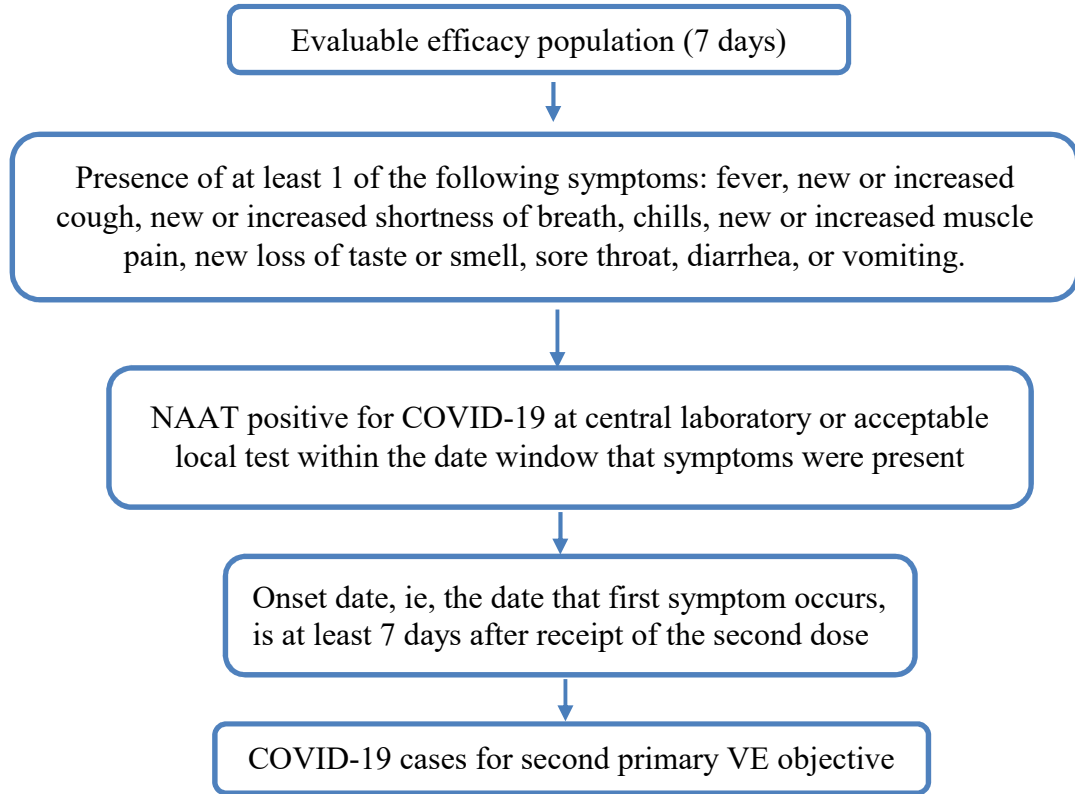 Evaluable efficacy population (7 days)
Presence of at least 1 of the following symptoms: fever, new or increased
cough, new or increased shortness of breath, chills, new or increased muscle
pain, new loss of taste or smell, sore throat, diarrhea, or vomiting.
NAAT positive for COVID-19 at central laboratory or acceptable
local test within the date window that symptoms were present
Onset date, ie, the date that first symptom occurs,
is at least 7 days after receipt of the second dose
COVID-19 cases for second primary VE objective